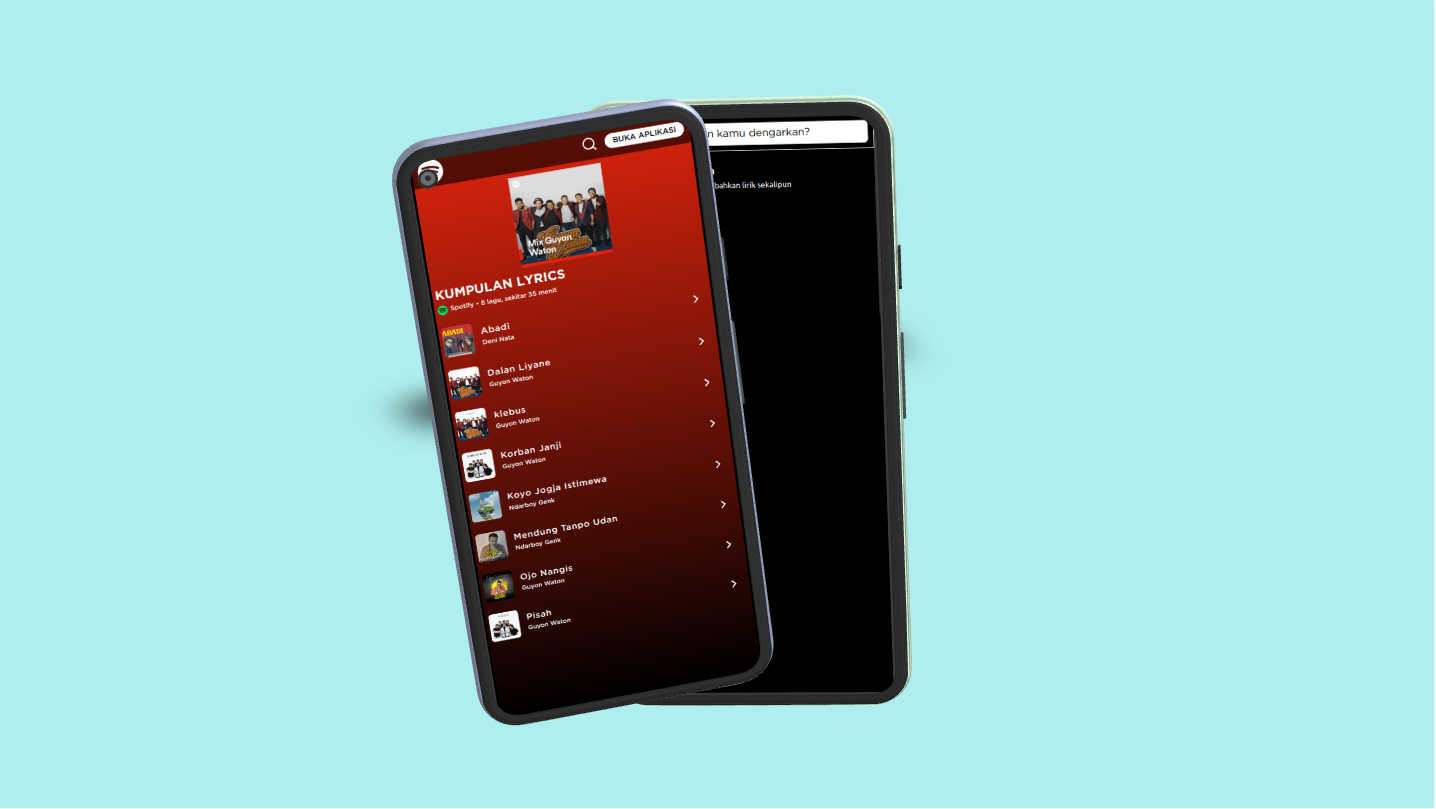 BUKA APLIKASI
Mix Guyon
Waton
KUMPULAN LYRICS
Spotify • 8 lagu, sekitar 35 menit
ABADI
Abadi
Deni Nata
Dalan Liyane
Guyon Waton
klebus
Guyon Waton
Korban Janji
Guyon Waton
Koyo Jogja Istimewa
Ndarboy Genk
Mendung Tanpo Udan
Ndarboy Genk
Ojo Nangis
Guyon Waton
Pisah
Guyon Waton
n kamu dengarkan?
bahkan lirik sekalipun